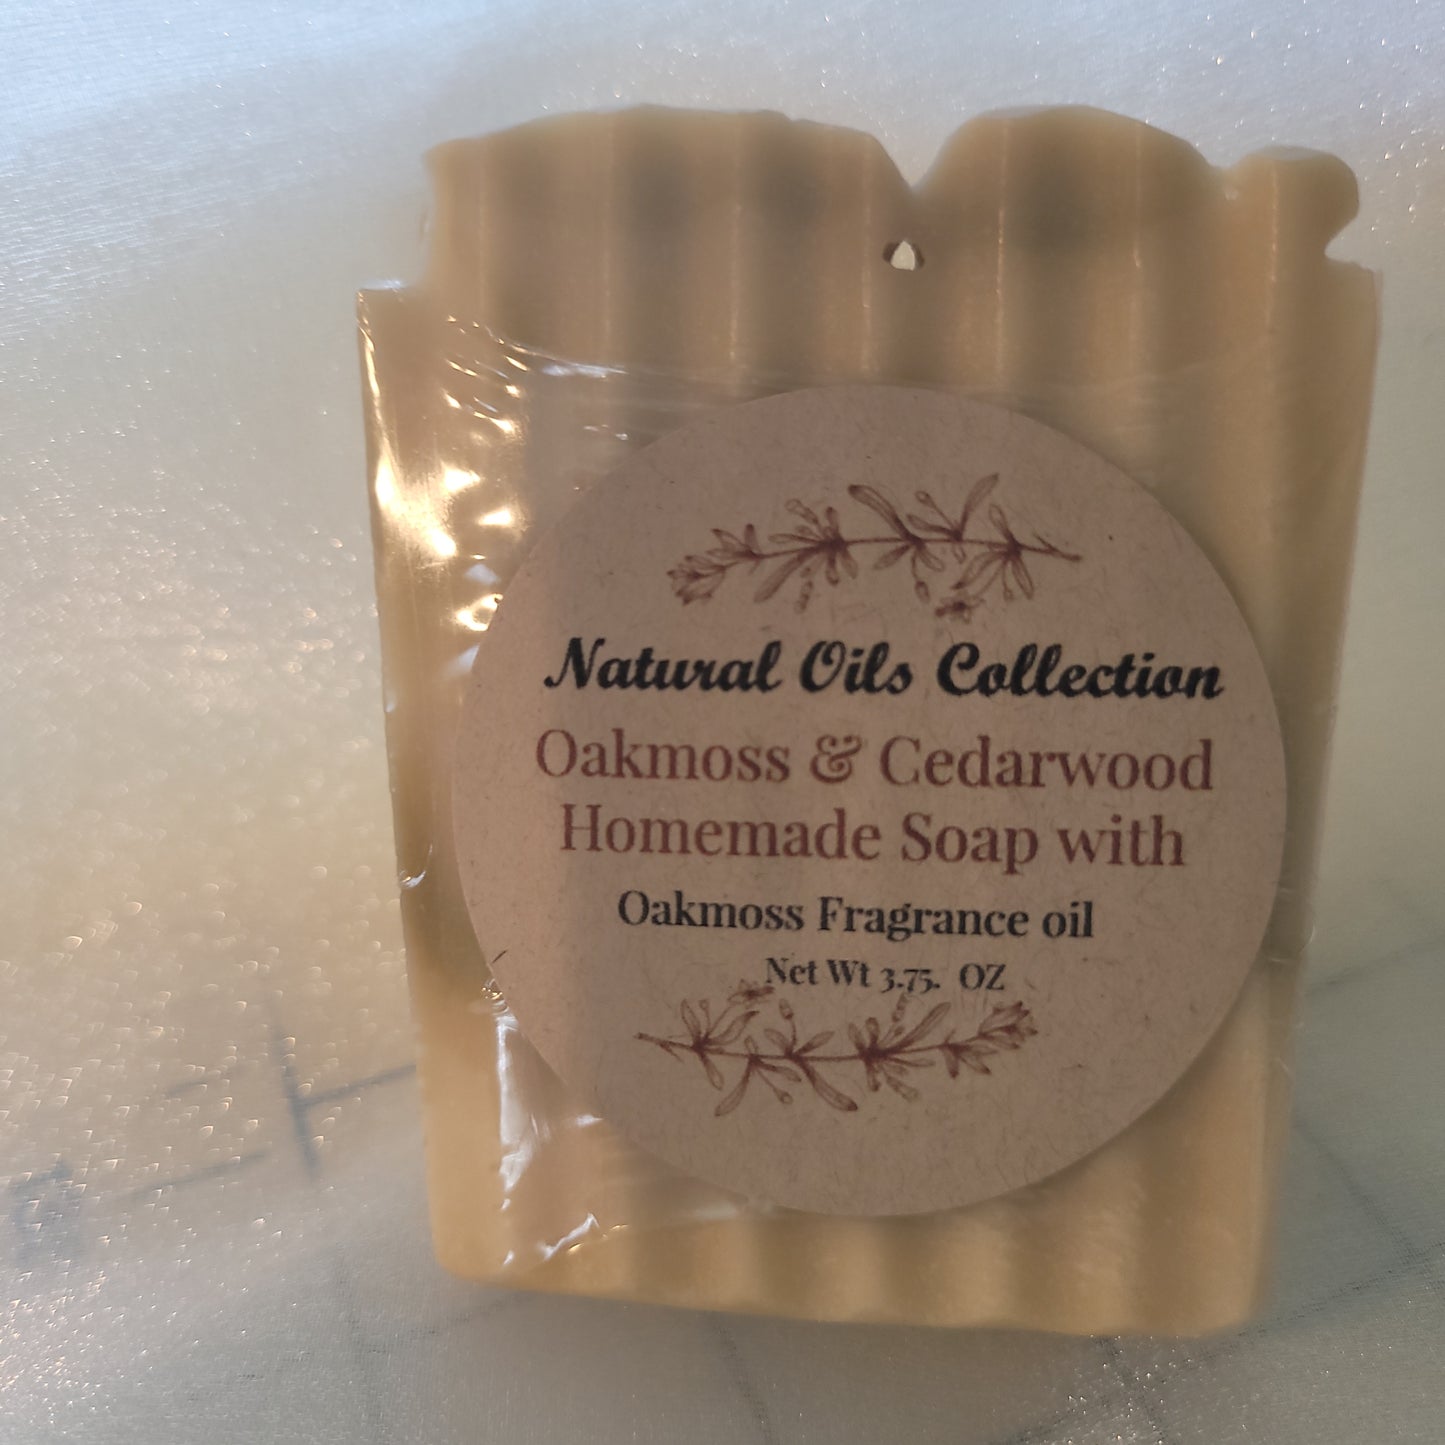 Natural Oils Collection
Oakmoss & Cedarwood
Homemade Soap with
Oakmoss Fragrance oil
Net Wt 3.75.  OZ